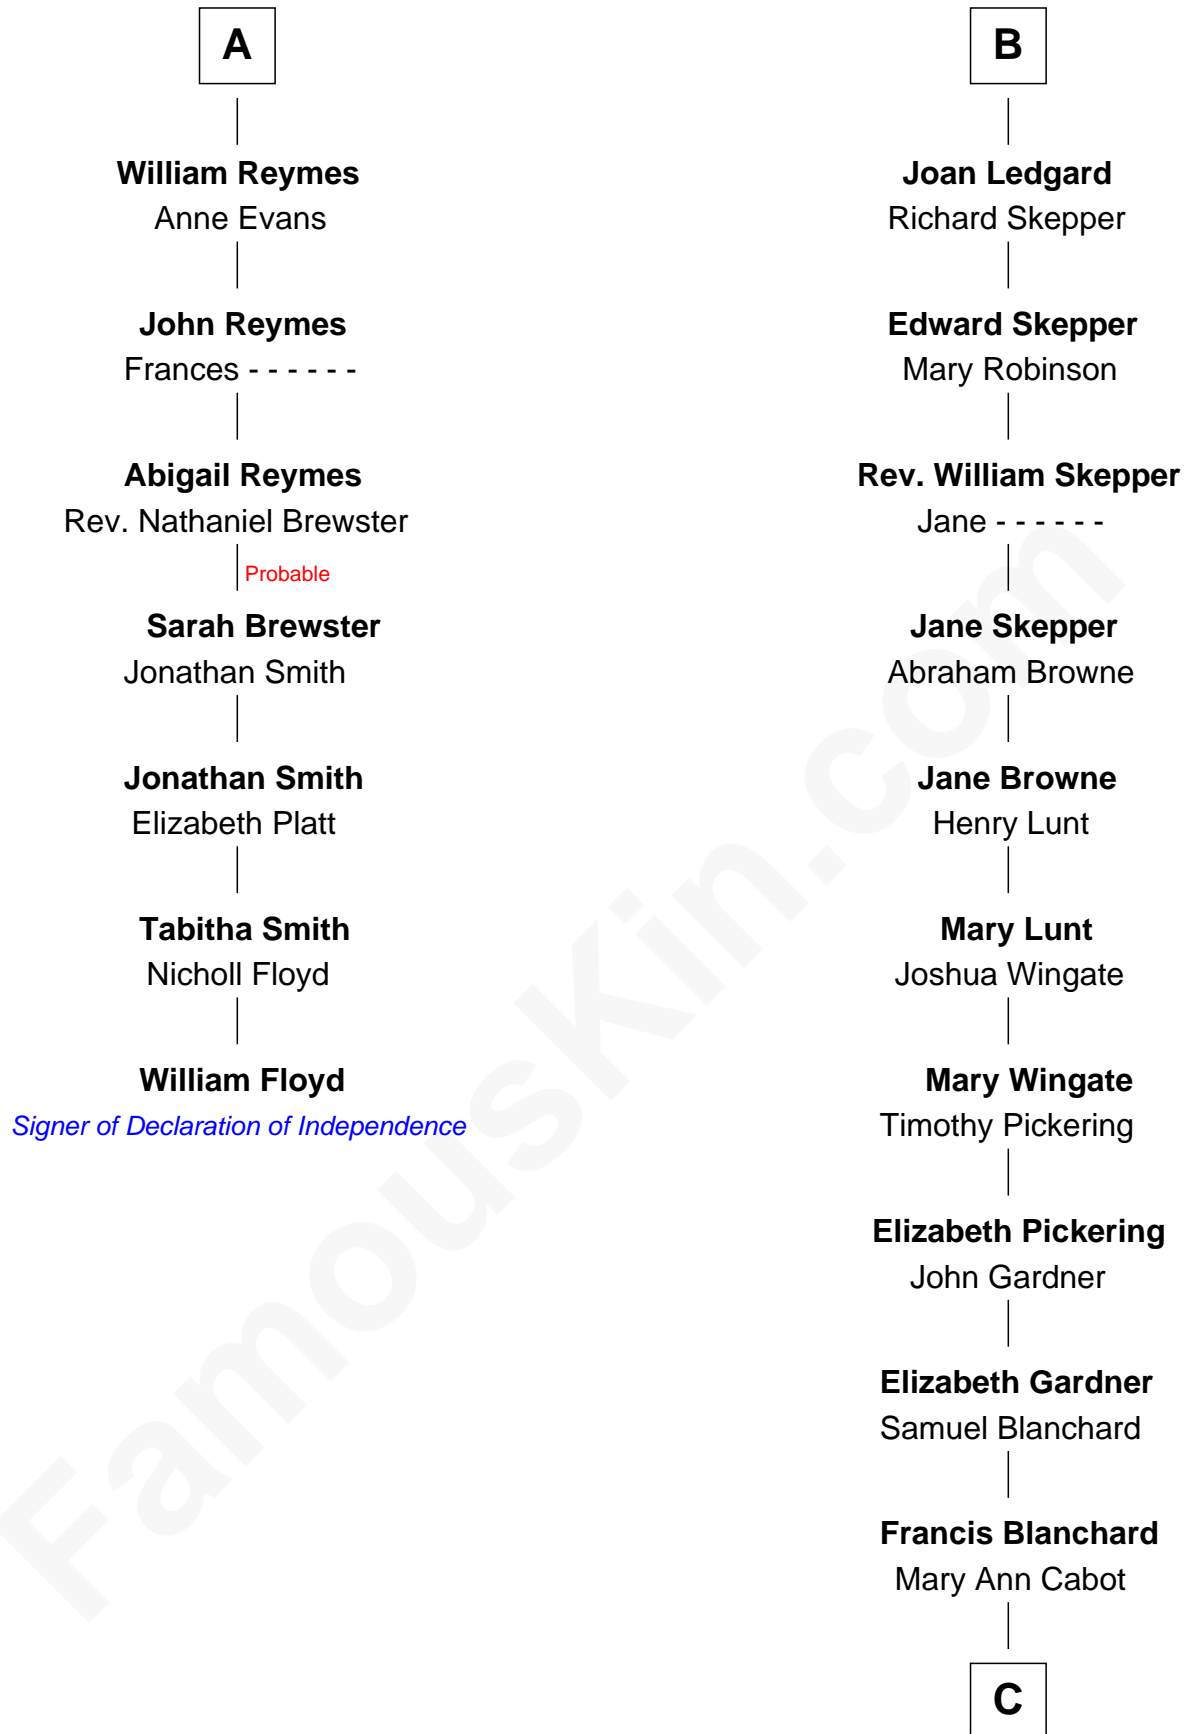 A
William Reymes
Anne Evans
John Reymes
Frances - - - - - -
Abigail Reymes
Rev. Nathaniel Brewster
Probable
Sarah Brewster
Jonathan Smith
Jonathan Smith
Elizabeth Platt
Tabitha Smith
Nicholl Floyd
William Floyd
Signer of Declaration of Independence
B
Joan Ledgard
Richard Skepper
Edward Skepper
Mary Robinson
Rev. William Skepper
Jane - - - - - -
Jane Skepper
Abraham Browne
Jane Browne
Henry Lunt
Mary Lunt
Joshua Wingate
Mary Wingate
Timothy Pickering
Elizabeth Pickering
John Gardner
Elizabeth Gardner
Samuel Blanchard
Francis Blanchard
Mary Ann Cabot
C
FamousKin.com